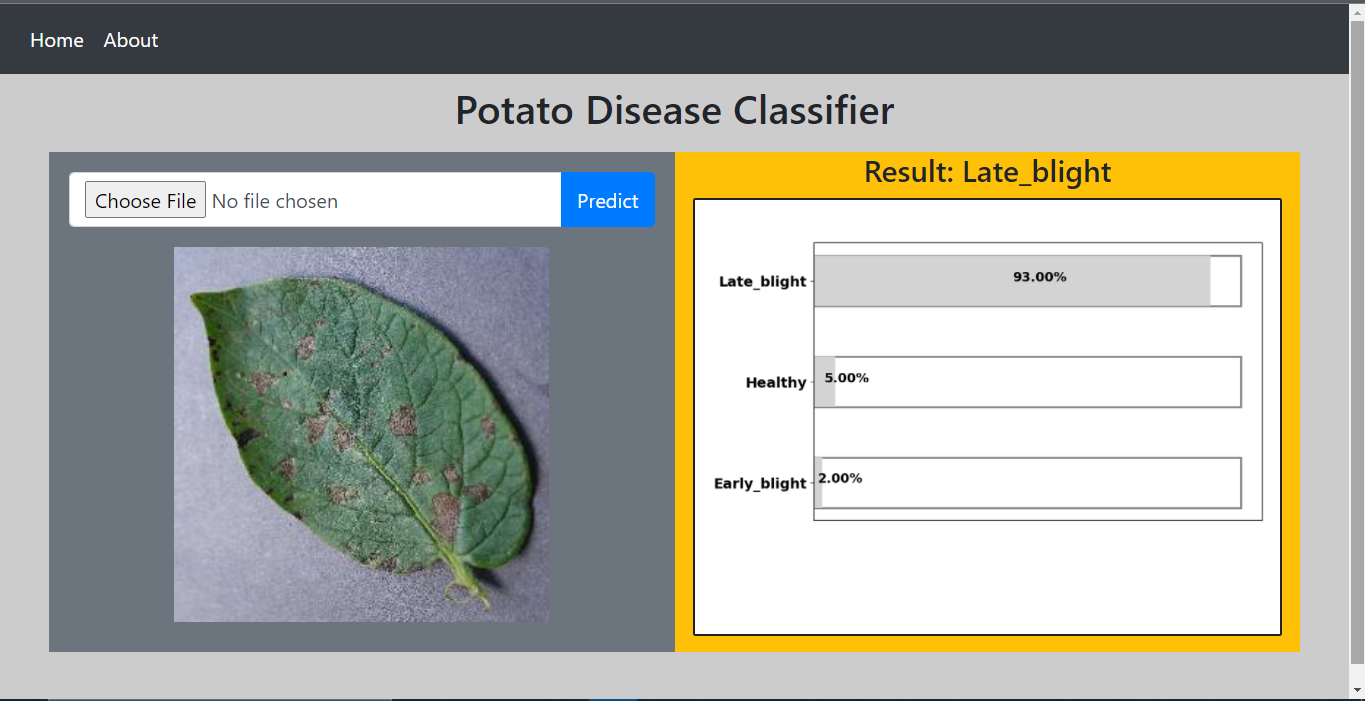 Home About
Potato Disease Classifier
Choose File No file chosen
Predict
Result: Late_blight
Late_blight 93.00%
Healthy 5.00%
Early_blight 2.00%